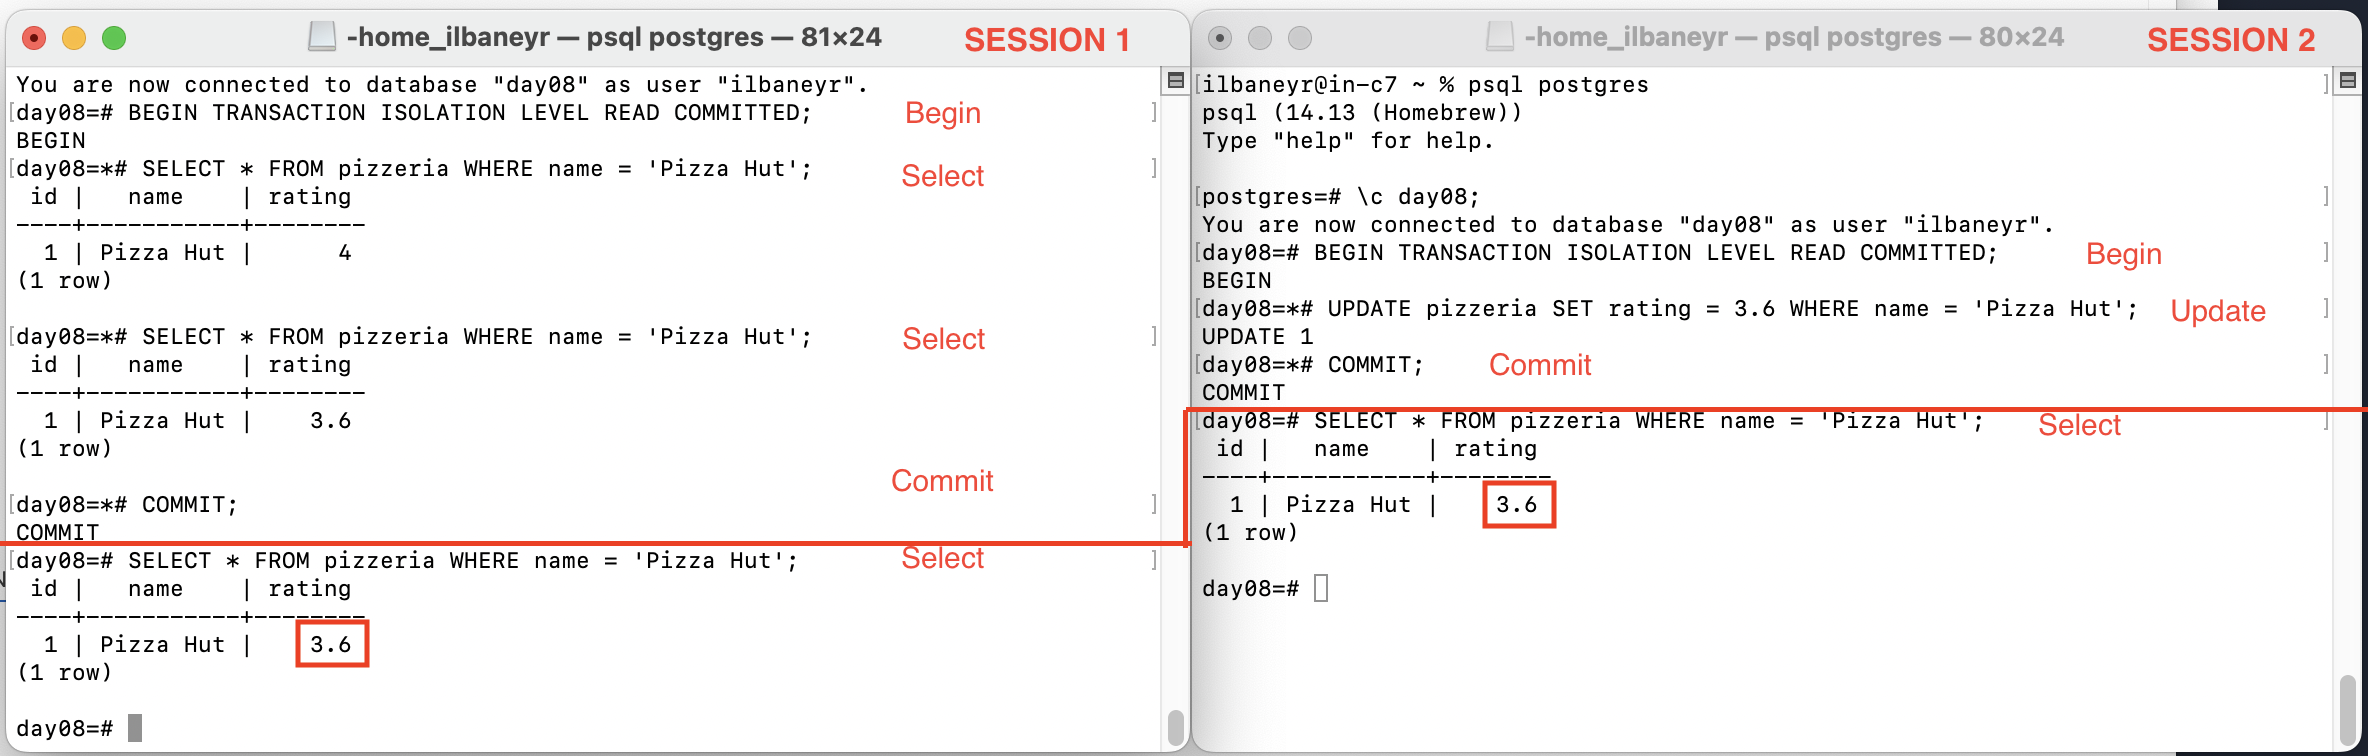 -home_ilbaneyr — psql postgres — 81×24 SESSION 1
You are now connected to database "day08" as user "ilbaneyr".
[day08=# BEGIN TRANSACTION ISOLATION LEVEL READ COMMITTED; Begin ]
BEGIN
[day08=*# SELECT * FROM pizzeria WHERE name = 'Pizza Hut'; Select ]
 id |   name    | rating
----+-----------+--------
  1 | Pizza Hut |      4
(1 row)
[day08=*# SELECT * FROM pizzeria WHERE name = 'Pizza Hut'; Select ]
 id |   name    | rating
----+-----------+--------
  1 | Pizza Hut |    3.6
(1 row)
Commit
[day08=*# COMMIT; ]
COMMIT
[day08=# SELECT * FROM pizzeria WHERE name = 'Pizza Hut'; Select ]
 id |   name    | rating
----+-----------+--------
  1 | Pizza Hut |    3.6
(1 row)
day08=#
-home_ilbaneyr — psql postgres — 80×24 SESSION 2
[ilbaneyr@in-c7 ~ % psql postgres ]
psql (14.13 (Homebrew))
Type "help" for help.
[postgres=# \c day08; ]
You are now connected to database "day08" as user "ilbaneyr".
[day08=# BEGIN TRANSACTION ISOLATION LEVEL READ COMMITTED; Begin ]
BEGIN
[day08=*# UPDATE pizzeria SET rating = 3.6 WHERE name = 'Pizza Hut'; Update ]
UPDATE 1
[day08=*# COMMIT; Commit ]
COMMIT
[day08=# SELECT * FROM pizzeria WHERE name = 'Pizza Hut'; Select ]
 id |   name    | rating
----+-----------+--------
  1 | Pizza Hut |    3.6
(1 row)
day08=#